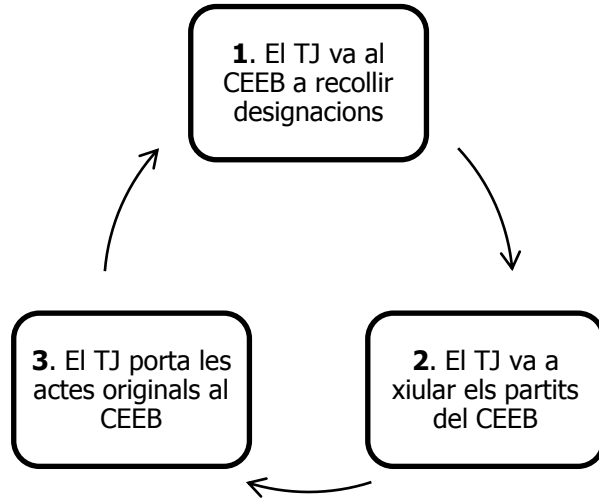 1. El TJ va al
CEEB a recollir
designacions
2. El TJ va a
xiular els partits
del CEEB
3. El TJ porta les
actes originals al
CEEB